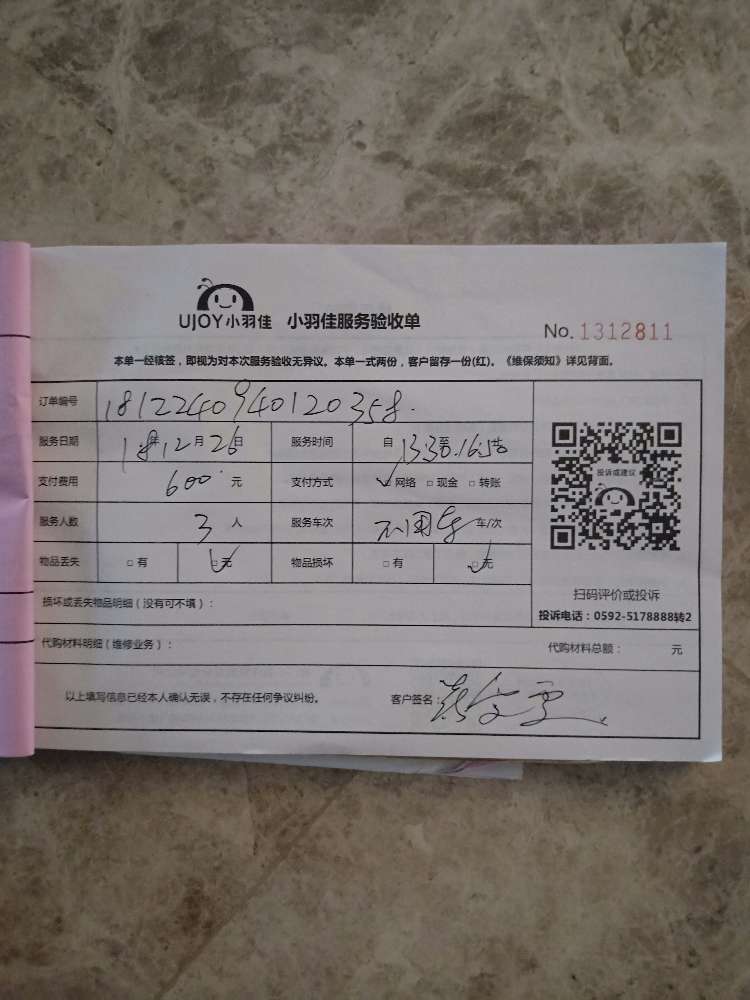 UJOY小羽佳 小羽佳服务验收单 No.1312811
本单一经核签，即视为对本次服务验收无异议。本单一式两份，客户留存一份(红)。《维保须知》详见背面。
订单编号 1812240940120358.
服务日期 18年12月26日 服务时间 自13:30至16:50
支付费用 600 元 支付方式 □网络 □现金 □转账
投诉或建议
服务人数 3 人 服务车次 不用车 车/次
物品丢失 □有 □无 物品损坏 □有 □无
扫码评价或投诉
投诉电话：0592-5178888转2
损坏或丢失物品明细（没有可不填）：
代购材料明细（维修业务）： 代购材料总额： 元
以上填写信息已经本人确认无误，不存在任何争议纠纷。 客户签名：